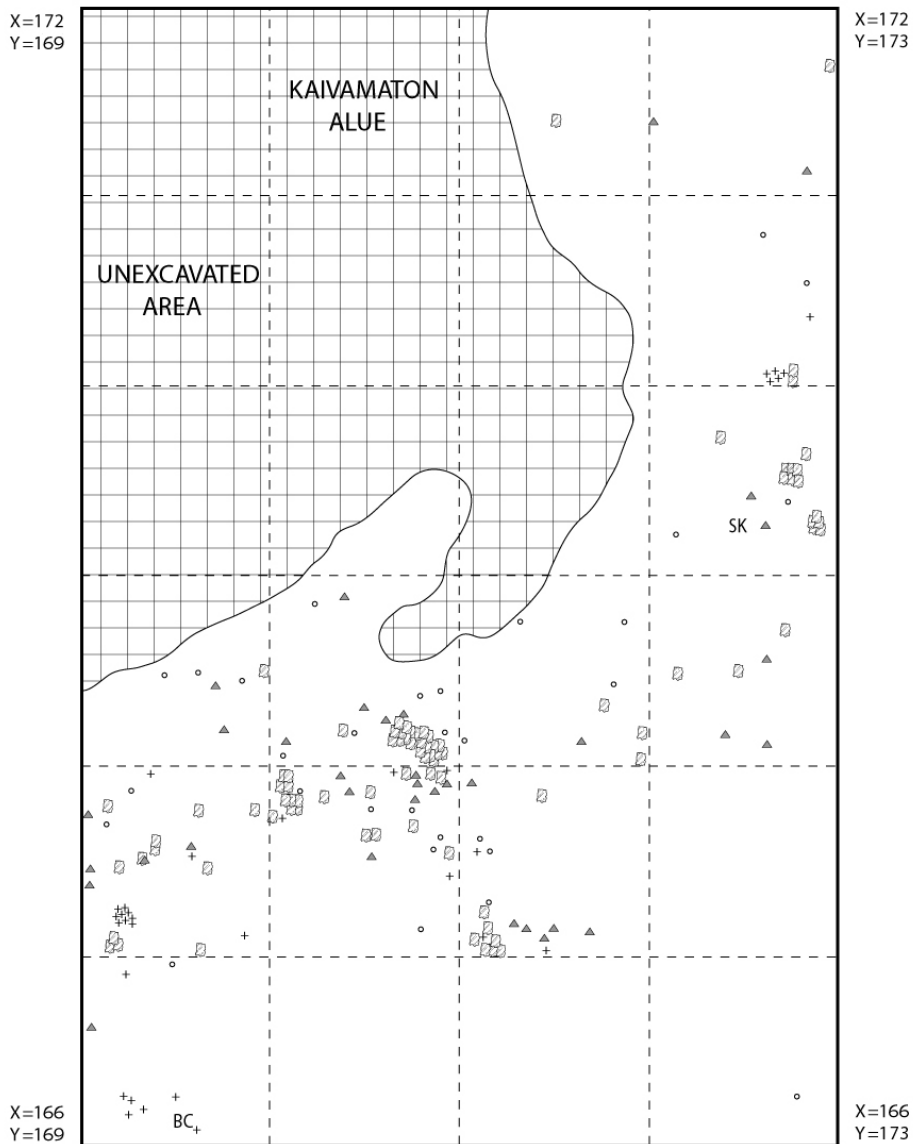 X=172
Y=169
X=172
Y=173
KAIVAMATON
ALUE
UNEXCAVATED
AREA
SK
BC
X=166
Y=169
X=166
Y=173